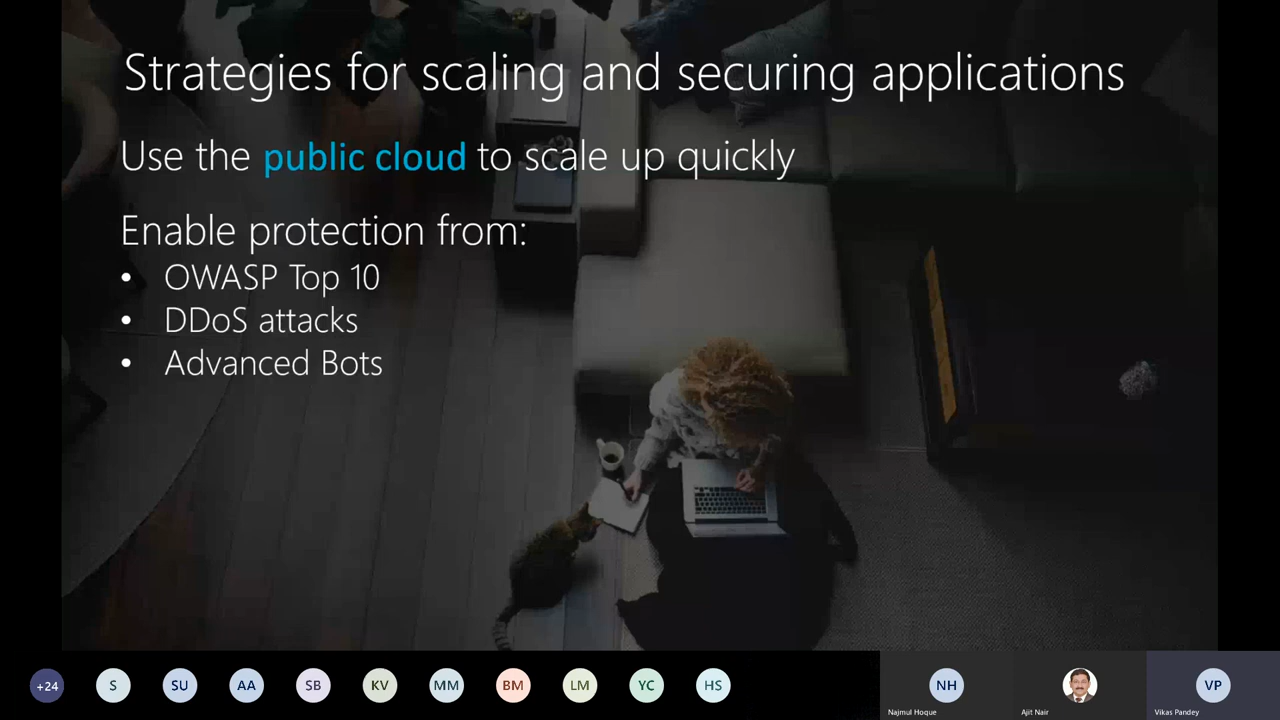 Strategies for scaling and securing applications
Use the public cloud to scale up quickly
Enable protection from:
• OWASP Top 10
• DDoS attacks
• Advanced Bots
+24 S SU AA SB KV MM BM LM YC HS NH VP
Najmul Hoque Ajit Nair Vikas Pandey